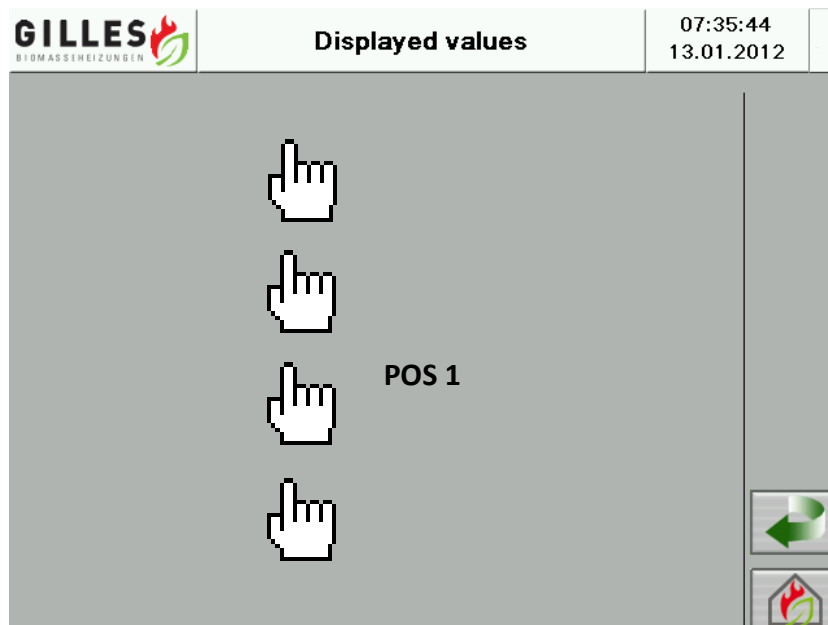 GILLES
BIOMASSEHEIZUNGEN
Displayed values
07:35:44
13.01.2012
POS 1